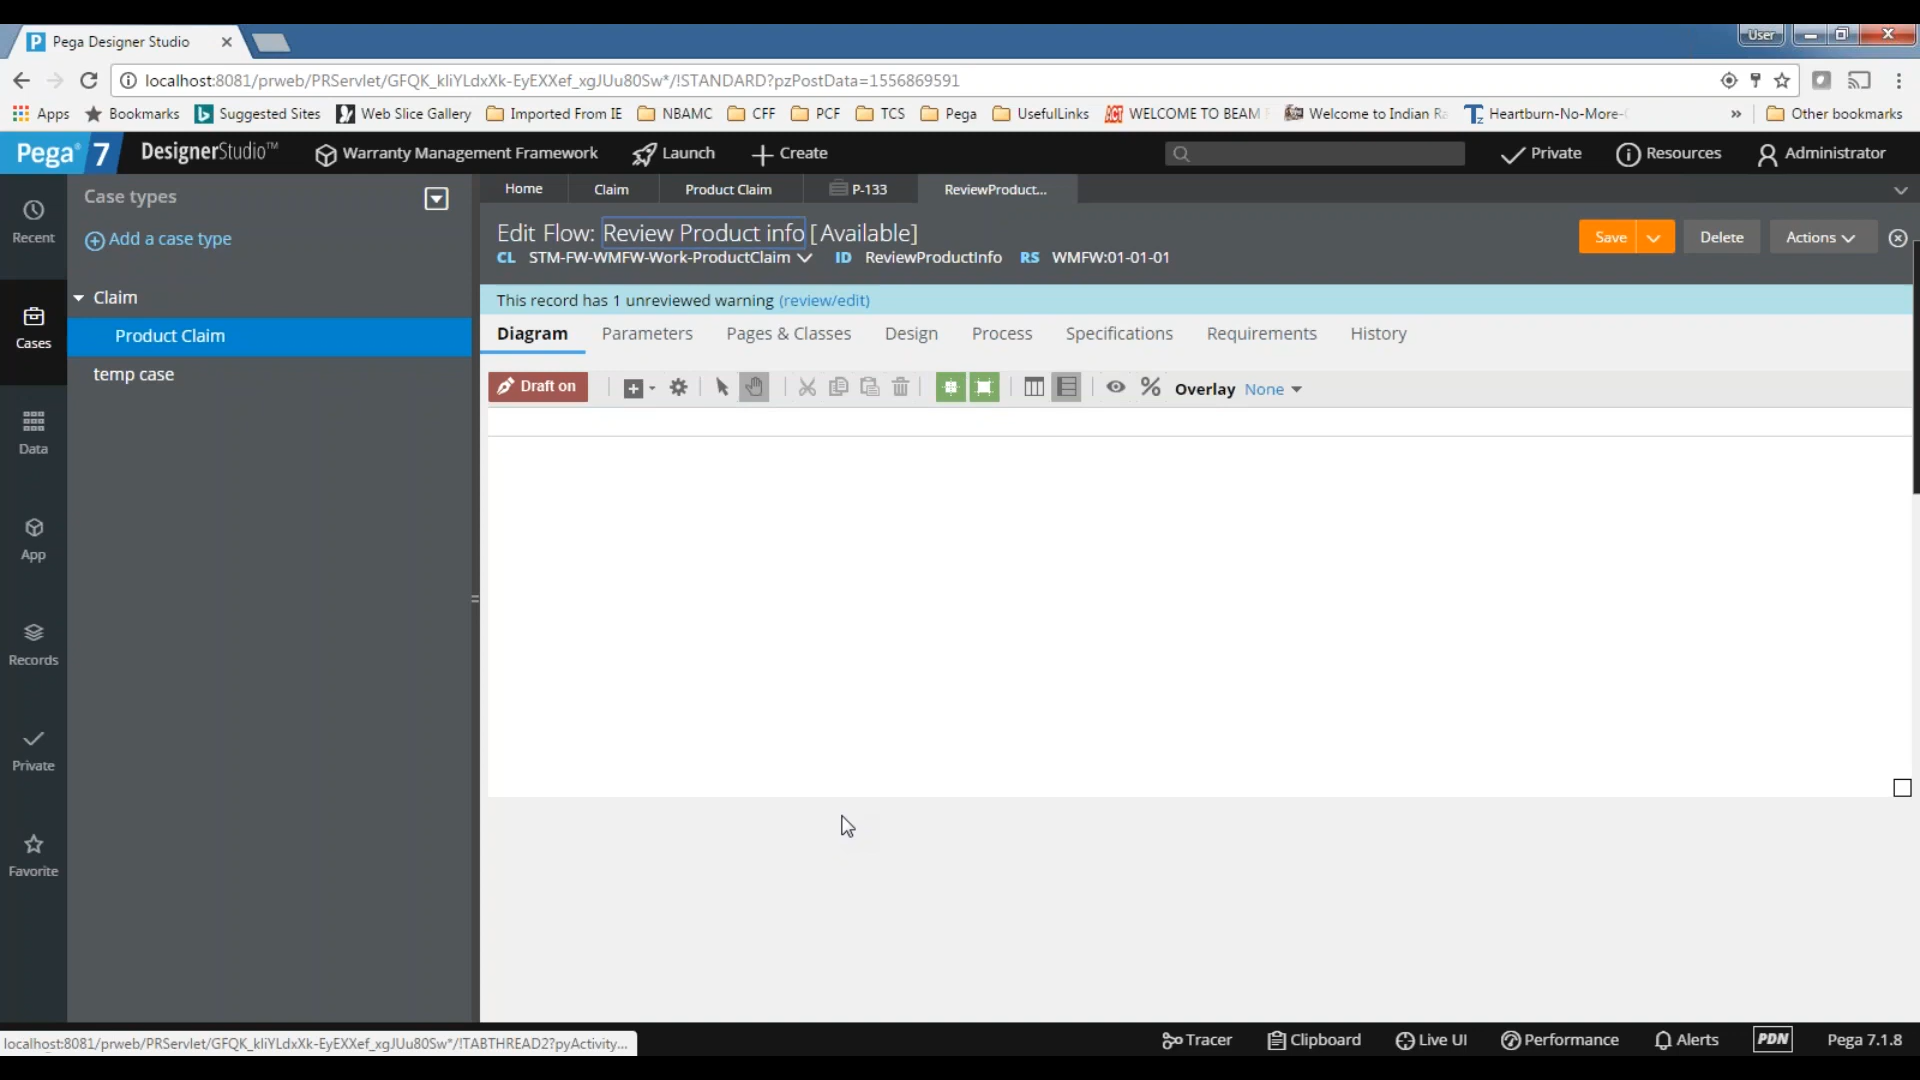 Pega Designer Studio
User
localhost:8081/prweb/PRServlet/GFQK_kliYLdxXk-EyEXXef_xgJUu80Sw*/!STANDARD?pzPostData=1556869591
Apps Bookmarks Suggested Sites Web Slice Gallery Imported From IE NBAMC CFF PCF TCS Pega UsefulLinks WELCOME TO BEAM Welcome to Indian Ra Heartburn-No-More- » Other bookmarks
Pega 7 DesignerStudio™ Warranty Management Framework Launch Create Private Resources Administrator
Home Claim Product Claim P-133 ReviewProduct...
Case types
Add a case type
Claim
Product Claim
temp case
Recent
Cases
Data
App
Records
Private
Favorite
Edit Flow: Review Product info [Available]
Save Delete Actions
CL STM-FW-WMFW-Work-ProductClaim ID ReviewProductInfo RS WMFW:01-01-01
This record has 1 unreviewed warning (review/edit)
Diagram Parameters Pages & Classes Design Process Specifications Requirements History
Draft on Overlay None
localhost:8081/prweb/PRServlet/GFQK_kliYLdxXk-EyEXXef_xgJUu80Sw*/!TABTHREAD2?pyActivity...
Tracer Clipboard Live UI Performance Alerts PDN Pega 7.1.8